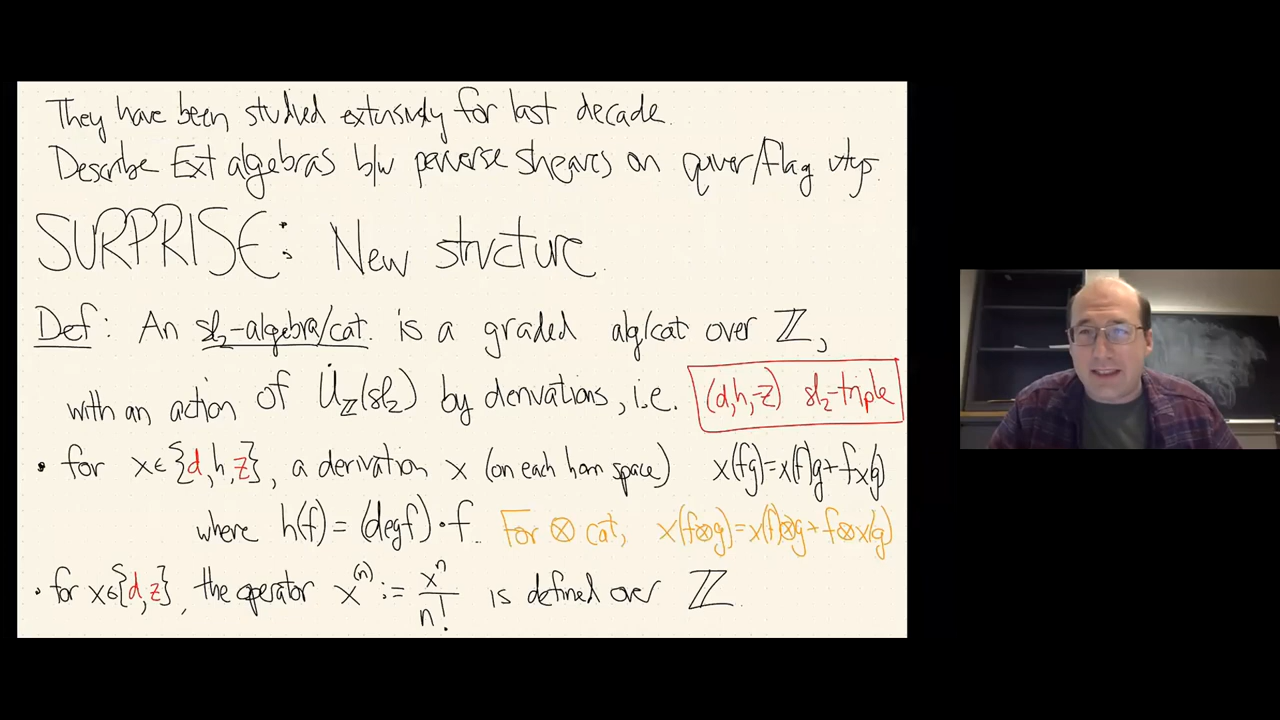 They have been studied extensively for last decade.
Describe Ext algebras b/w perverse sheaves on quiver/flag vtys.
SURPRISE: New structure.
Def: An sl₂-algebra/cat. is a graded alg/cat over ℤ,
with an action of U̇_ℤ(sl₂) by derivations, i.e. (d,h,-z) sl₂-triple
• for x∈{d,h,z}, a derivation x (on each hom space) x(fg)=x(f)g+fx(g)
where h(f)=(deg f)·f. For ⊗ cat, x(f⊗g)=x(f)⊗g+f⊗x(g)
• for x∈{d,z}, the operator x⁽ⁿ⁾:= xⁿ/n! is defined over ℤ.